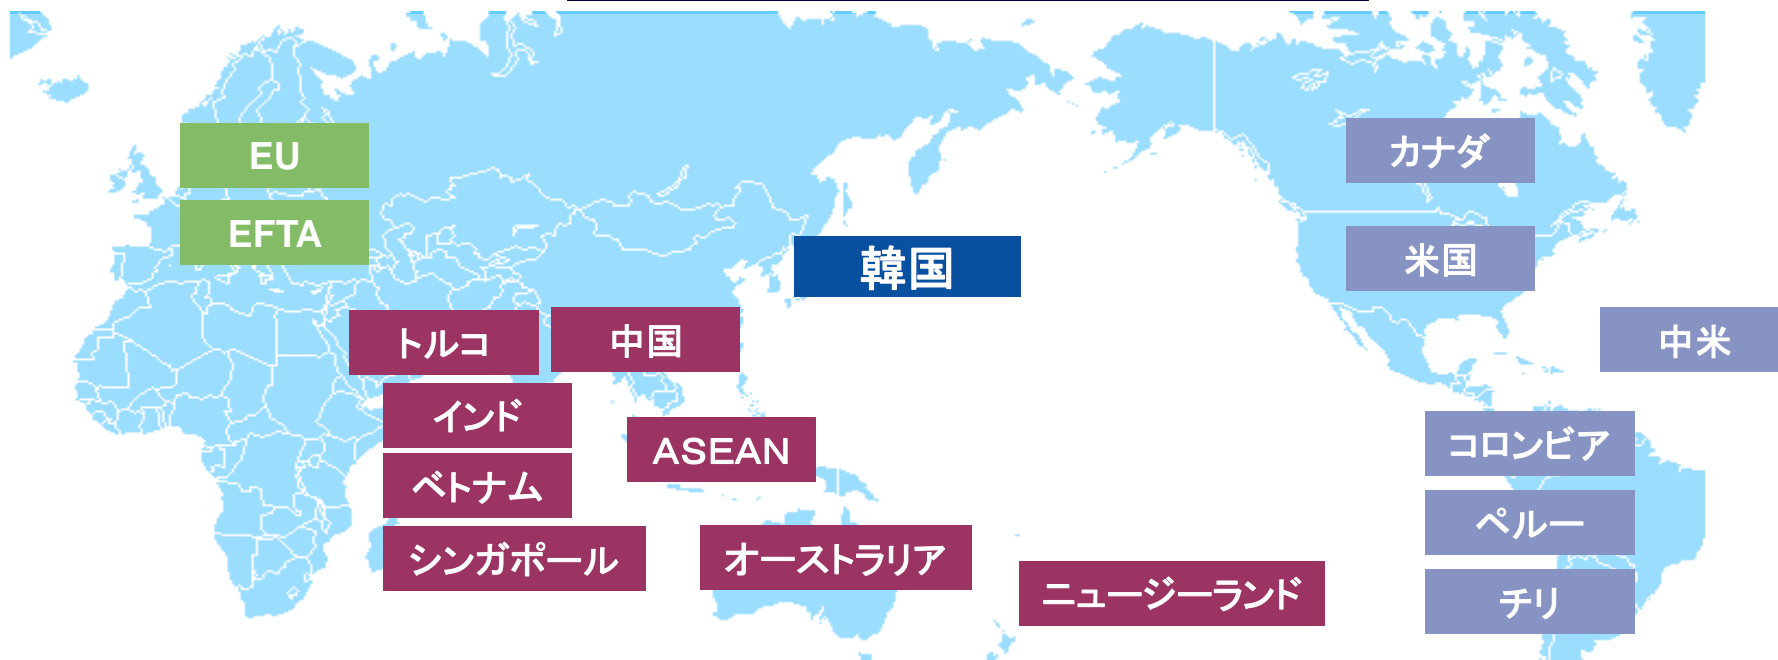 EU
カナダ
EFTA
米国
韓国
トルコ
中国
中米
インド
ASEAN
コロンビア
ベトナム
ペルー
シンガポール
オーストラリア
ニュージーランド
チリ